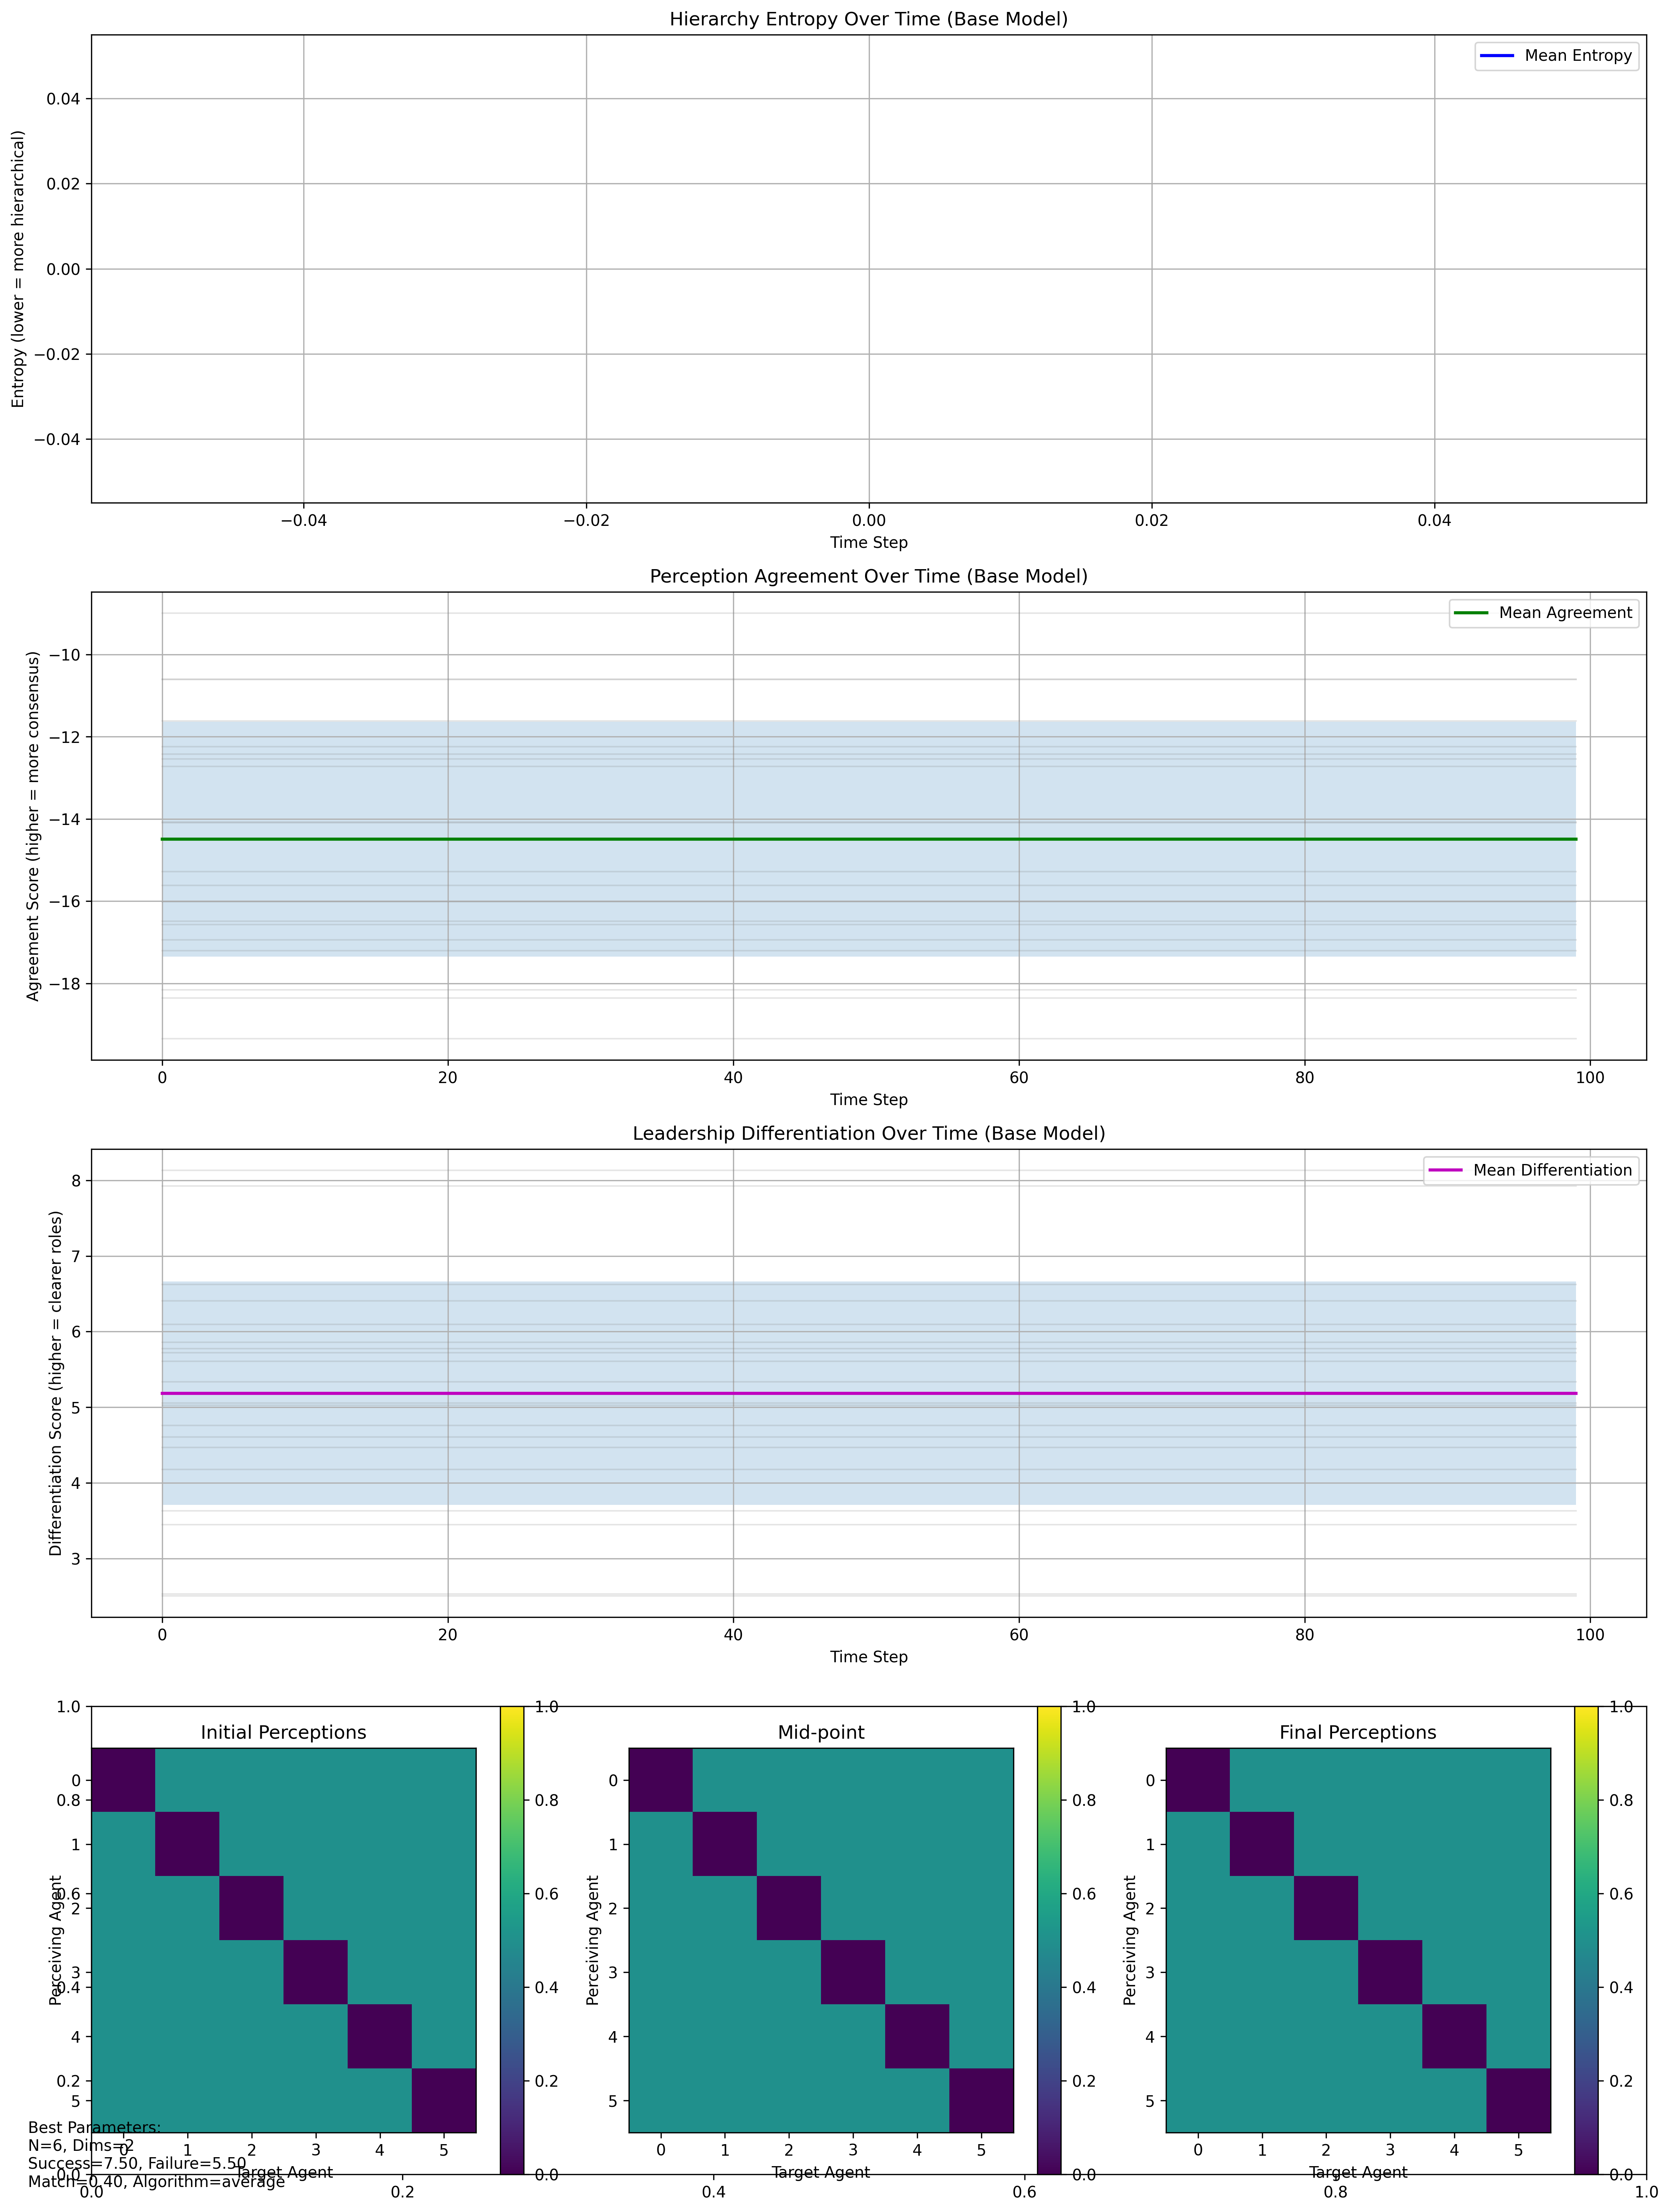 Hierarchy Entropy Over Time (Base Model)
Mean Entropy
Entropy (lower = more hierarchical)
0.04
0.02
0.00
−0.02
−0.04
−0.04 −0.02 0.00 0.02 0.04
Time Step
Perception Agreement Over Time (Base Model)
Mean Agreement
Agreement Score (higher = more consensus)
−10
−12
−14
−16
−18
0 20 40 60 80 100
Time Step
Leadership Differentiation Over Time (Base Model)
Mean Differentiation
Differentiation Score (higher = clearer roles)
8
7
6
5
4
3
0 20 40 60 80 100
Time Step
1.0
0.8
0.6
0.4
0.2
0.0
Initial Perceptions
Perceiving Agent
0
1
2
3
4
5
0 1 2 3 4 5
Target Agent
1.0
0.8
0.6
0.4
0.2
0.0
Mid-point
Perceiving Agent
0
1
2
3
4
5
0 1 2 3 4 5
Target Agent
1.0
0.8
0.6
0.4
0.2
0.0
Final Perceptions
Perceiving Agent
0
1
2
3
4
5
0 1 2 3 4 5
Target Agent
1.0
0.8
0.6
0.4
0.2
0.0
Best Parameters:
N=6, Dims=2
Success=7.50, Failure=5.50
Match=0.40, Algorithm=average
0.0 0.2 0.4 0.6 0.8 1.0